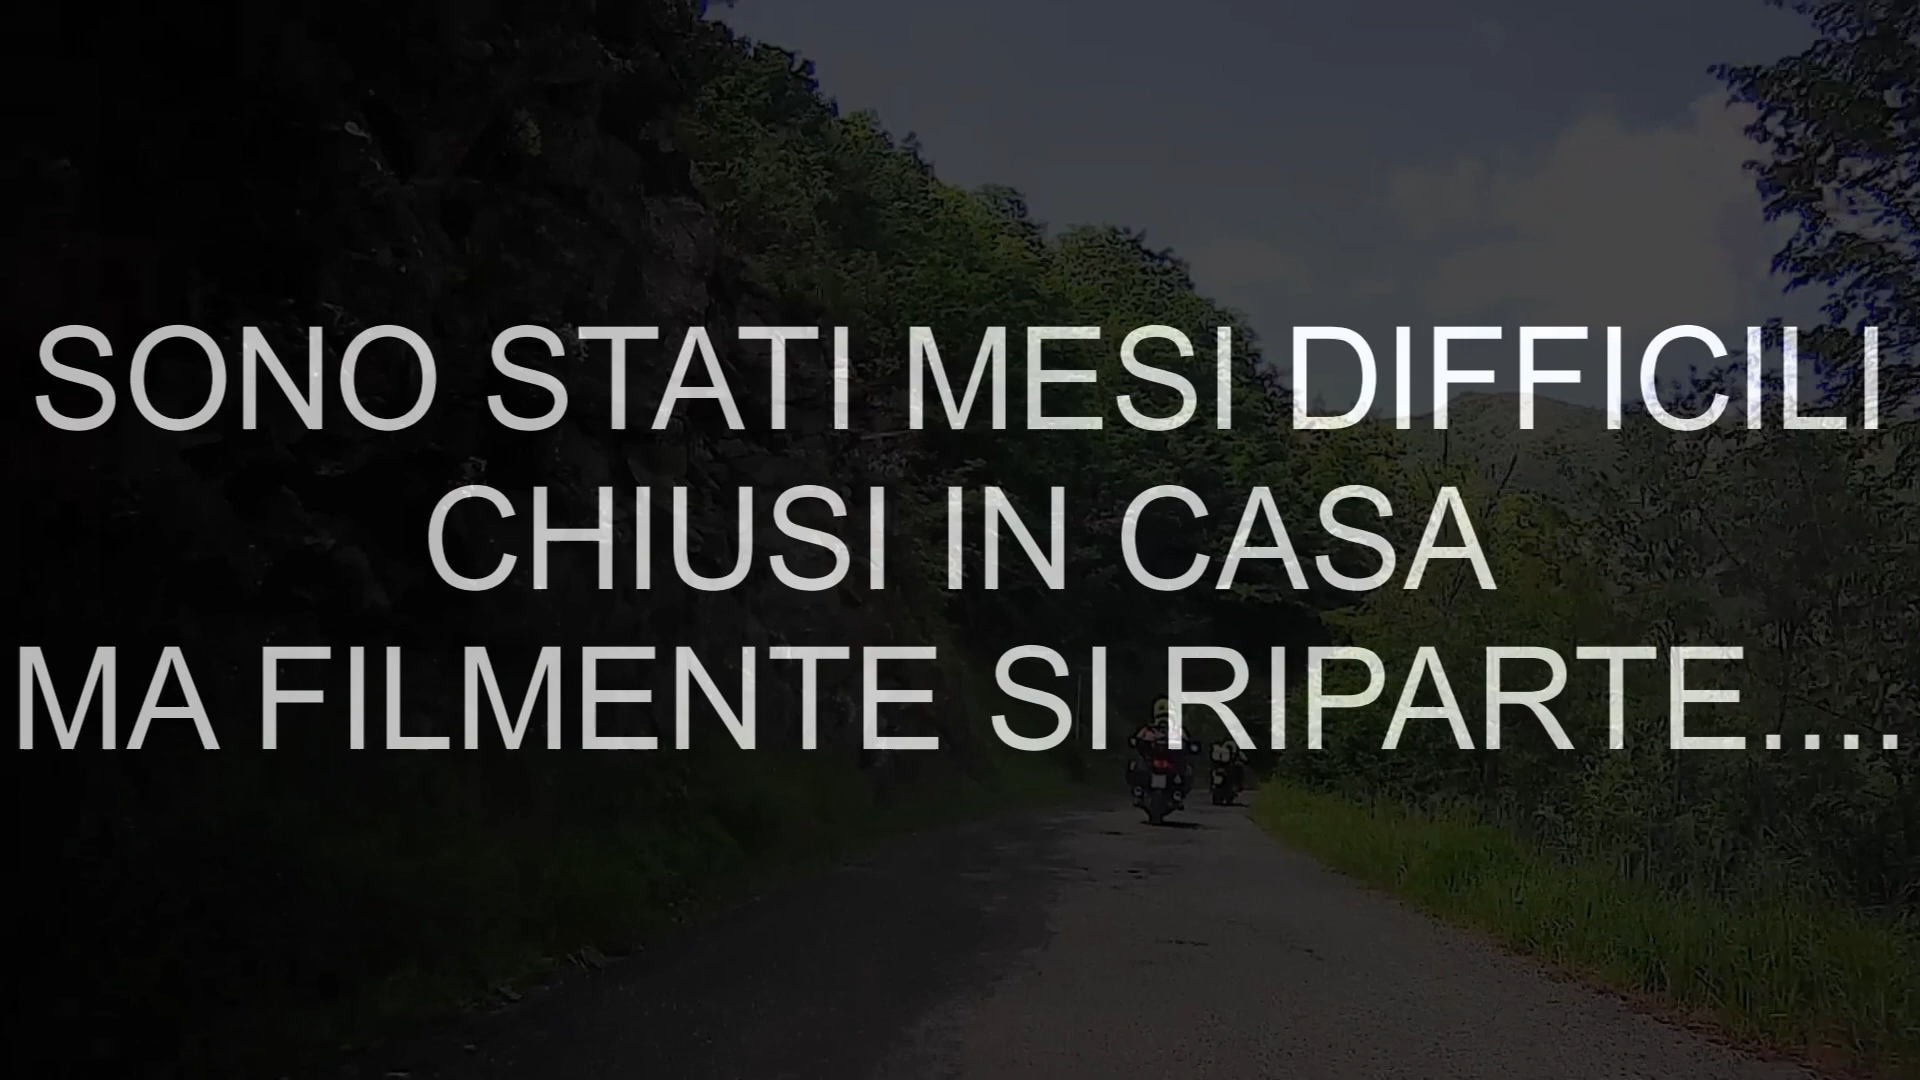 SONO STATI MESI DIFFICILI
CHIUSI IN CASA
MA FILMENTE SI RIPARTE....